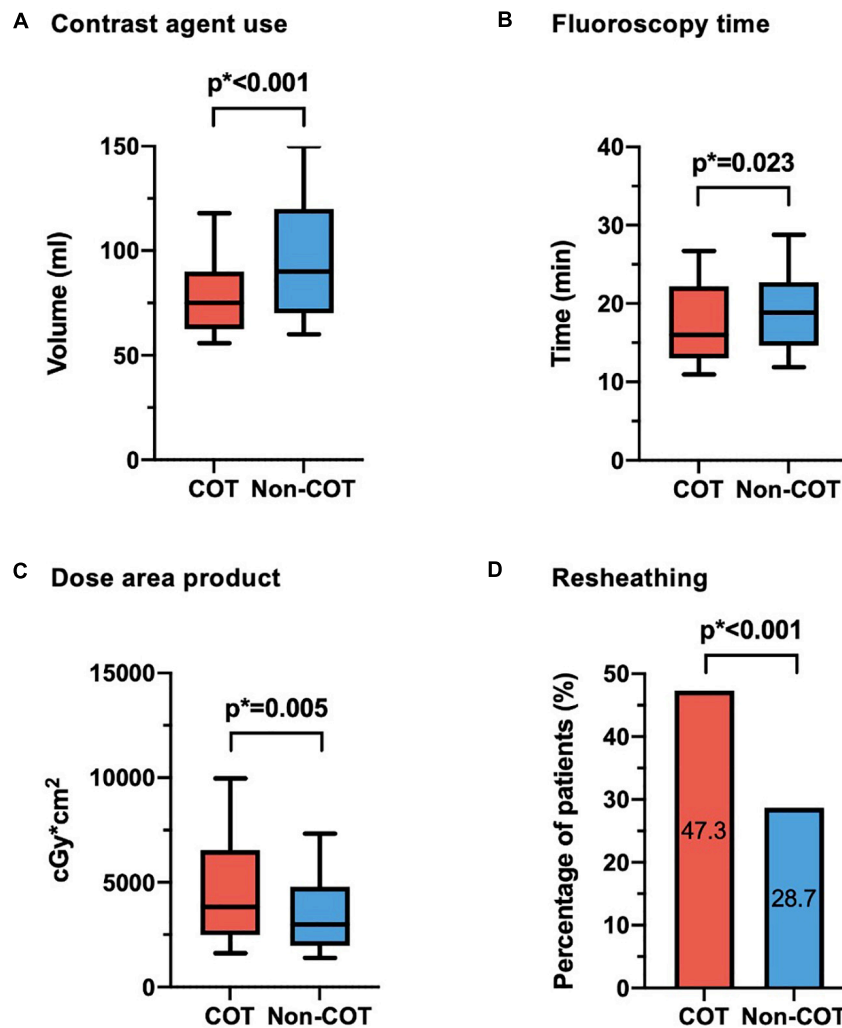 A Contrast agent use
p*<0.001
150
100
50
0
Volume (ml)
COT Non-COT
B Fluoroscopy time
p*=0.023
40
30
20
10
0
Time (min)
COT Non-COT
C Dose area product
p*=0.005
15000
10000
5000
0
cGy*cm²
COT Non-COT
D Resheathing
p*<0.001
50
40
30
20
10
0
Percentage of patients (%)
47.3
28.7
COT Non-COT